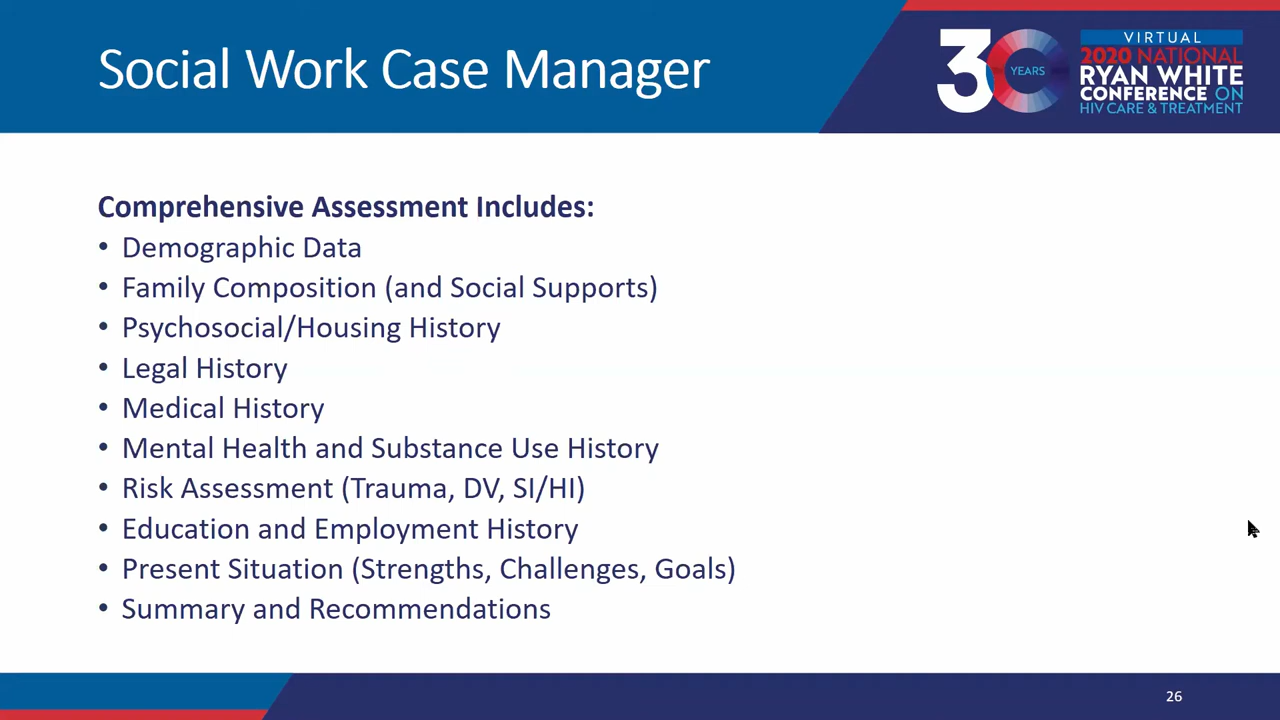 Social Work Case Manager
30 YEARS
VIRTUAL
2020 NATIONAL
RYAN WHITE
CONFERENCE ON
HIV CARE & TREATMENT
Comprehensive Assessment Includes:
• Demographic Data
• Family Composition (and Social Supports)
• Psychosocial/Housing History
• Legal History
• Medical History
• Mental Health and Substance Use History
• Risk Assessment (Trauma, DV, SI/HI)
• Education and Employment History
• Present Situation (Strengths, Challenges, Goals)
• Summary and Recommendations
26